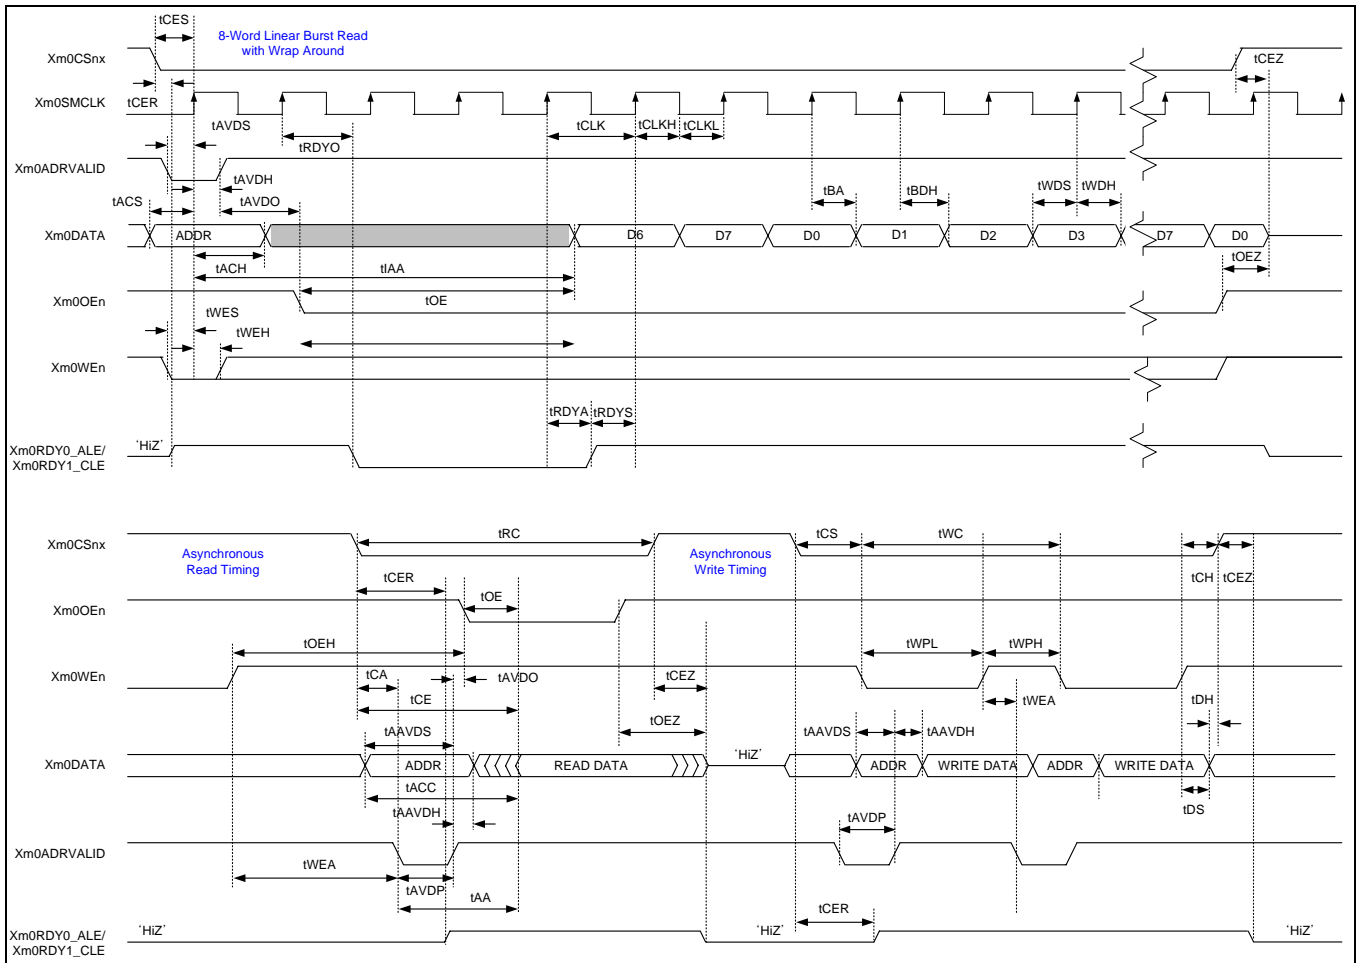 tCES
8-Word Linear Burst Read
with Wrap Around
Xm0CSnx
tCEZ
Xm0SMCLK
tCER
tAVDS
tCLK
tCLKH
tCLKL
tRDYO
Xm0ADRVALID
tAVDH
tACS
tAVDO
tBA
tBDH
tWDS
tWDH
Xm0DATA
ADDR
D6
D7
D0
D1
D2
D3
D7
D0
tACH
tIAA
tOEZ
Xm0OEn
tOE
tWES
tWEH
Xm0WEn
tRDYA
tRDYS
Xm0RDY0_ALE/
Xm0RDY1_CLE
'HiZ'
Xm0CSnx
tRC
tCS
tWC
Asynchronous
Read Timing
Asynchronous
Write Timing
tCER
tCH
tCEZ
Xm0OEn
tOE
tOEH
tWPL
tWPH
Xm0WEn
tCA
tAVDO
tCEZ
tCE
tWEA
tDH
tAAVDS
tOEZ
tAAVDS
tAAVDH
'HiZ'
Xm0DATA
ADDR
READ DATA
ADDR
WRITE DATA
ADDR
WRITE DATA
tACC
tAAVDH
tDS
tAVDP
Xm0ADRVALID
tWEA
tAVDP
tAA
tCER
Xm0RDY0_ALE/
Xm0RDY1_CLE
'HiZ'
'HiZ'
'HiZ'